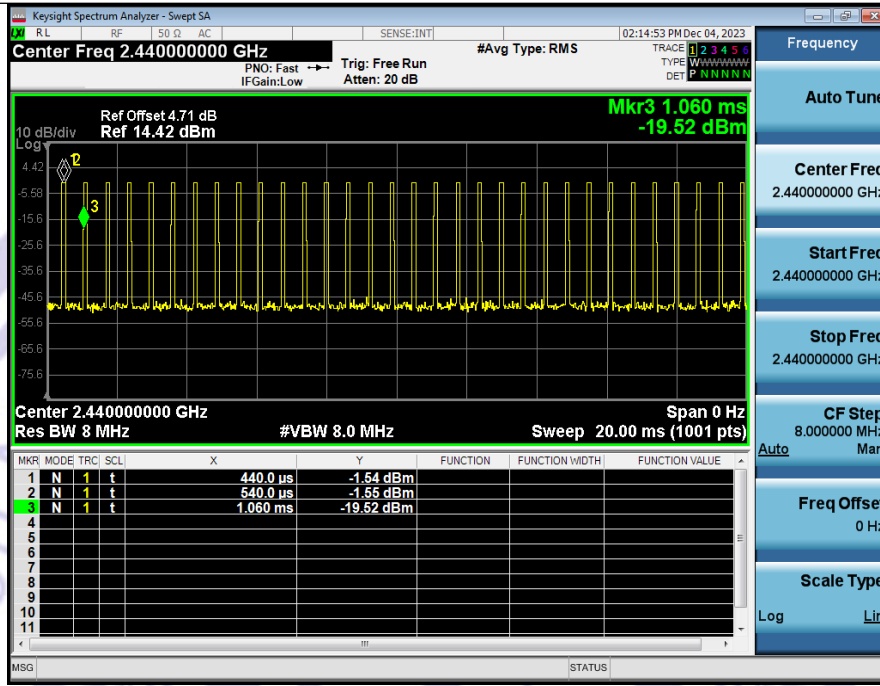 Keysight Spectrum Analyzer - Swept SA
LXI RL RF 50 Ω AC SENSE:INT 02:14:53 PM Dec 04, 2023
Center Freq 2.440000000 GHz #Avg Type: RMS TRACE 1 2 3 4 5 6
PNO: Fast Trig: Free Run TYPE W WWWWW
IFGain:Low Atten: 20 dB DET P N N N N N
Ref Offset 4.71 dB Mkr3 1.060 ms
10 dB/div Ref 14.42 dBm -19.52 dBm
Log
1 2
4.42
-5.58
3
-15.6
-25.6
-35.6
-45.6
-55.6
-65.6
-75.6
Center 2.440000000 GHz Span 0 Hz
Res BW 8 MHz #VBW 8.0 MHz Sweep 20.00 ms (1001 pts)
MKR MODE TRC SCL X Y FUNCTION FUNCTION WIDTH FUNCTION VALUE
1 N 1 t 440.0 µs -1.54 dBm
2 N 1 t 540.0 µs -1.55 dBm
3 N 1 t 1.060 ms -19.52 dBm
4
5
6
7
8
9
10
11
MSG STATUS
Frequency
Auto Tune
Center Freq
2.440000000 GHz
Start Freq
2.440000000 GHz
Stop Freq
2.440000000 GHz
CF Step
8.000000 MHz
Auto Man
Freq Offset
0 Hz
Scale Type
Log Lin